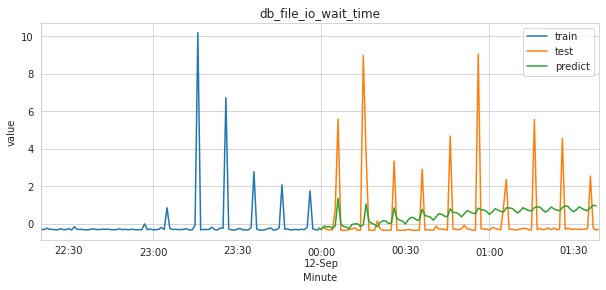 db_file_io_wait_time
train
test
predict
value
10
8
6
4
2
0
22:30
23:00
23:30
00:00
12-Sep
00:30
01:00
01:30
Minute